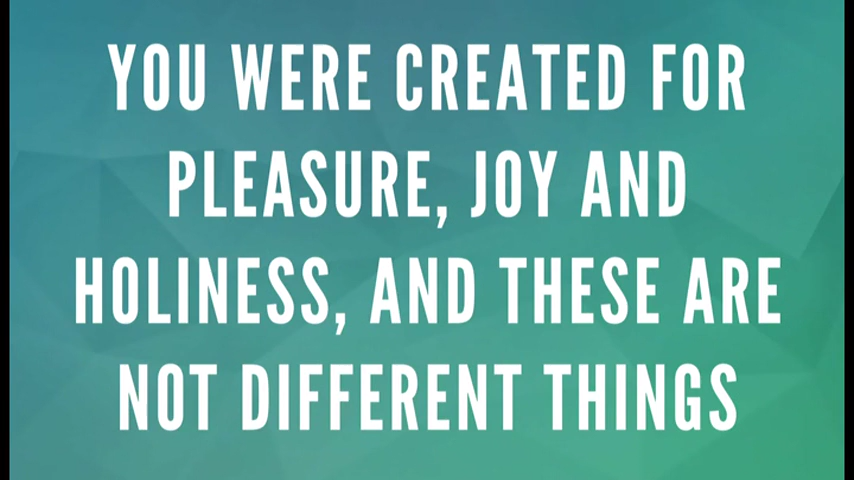 YOU WERE CREATED FOR
PLEASURE, JOY AND
HOLINESS, AND THESE ARE
NOT DIFFERENT THINGS